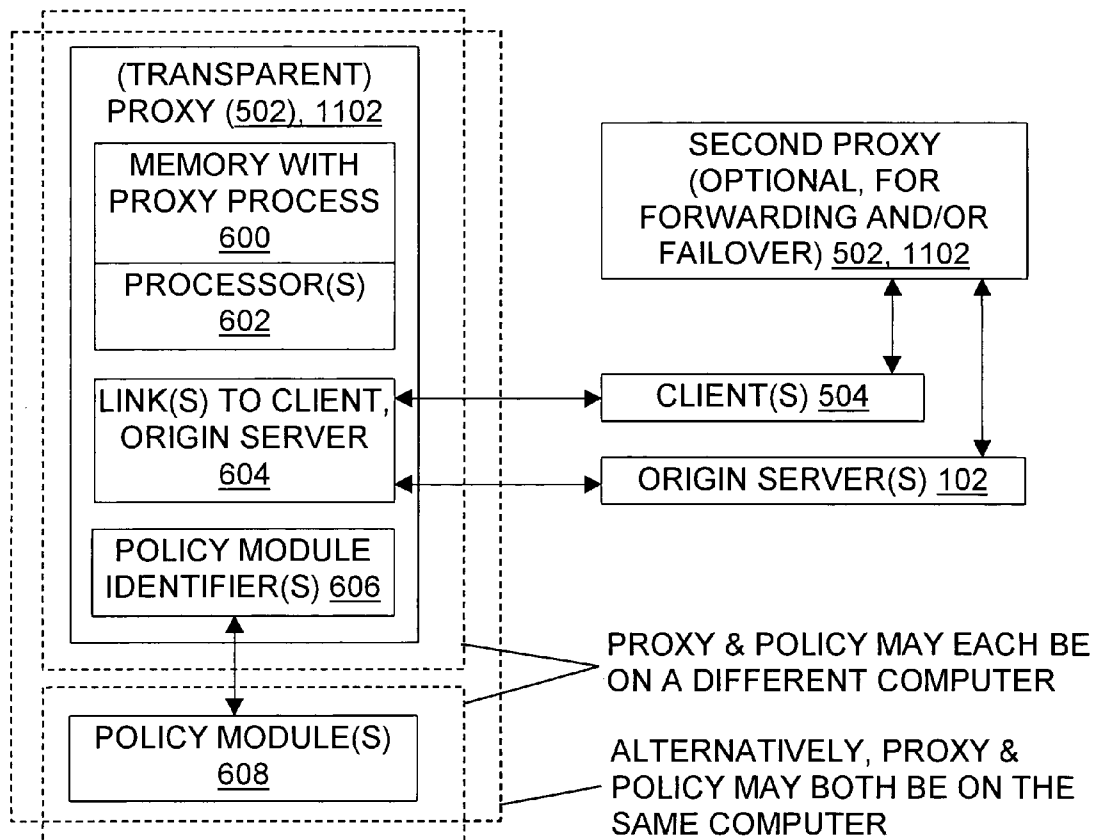 (TRANSPARENT)
PROXY (502), 1102
MEMORY WITH
PROXY PROCESS
600
PROCESSOR(S)
602
LINK(S) TO CLIENT,
ORIGIN SERVER
604
POLICY MODULE
IDENTIFIER(S) 606
POLICY MODULE(S)
608
SECOND PROXY
(OPTIONAL, FOR
FORWARDING AND/OR
FAILOVER) 502, 1102
CLIENT(S) 504
ORIGIN SERVER(S) 102
PROXY & POLICY MAY EACH BE
ON A DIFFERENT COMPUTER
ALTERNATIVELY, PROXY &
POLICY MAY BOTH BE ON THE
SAME COMPUTER